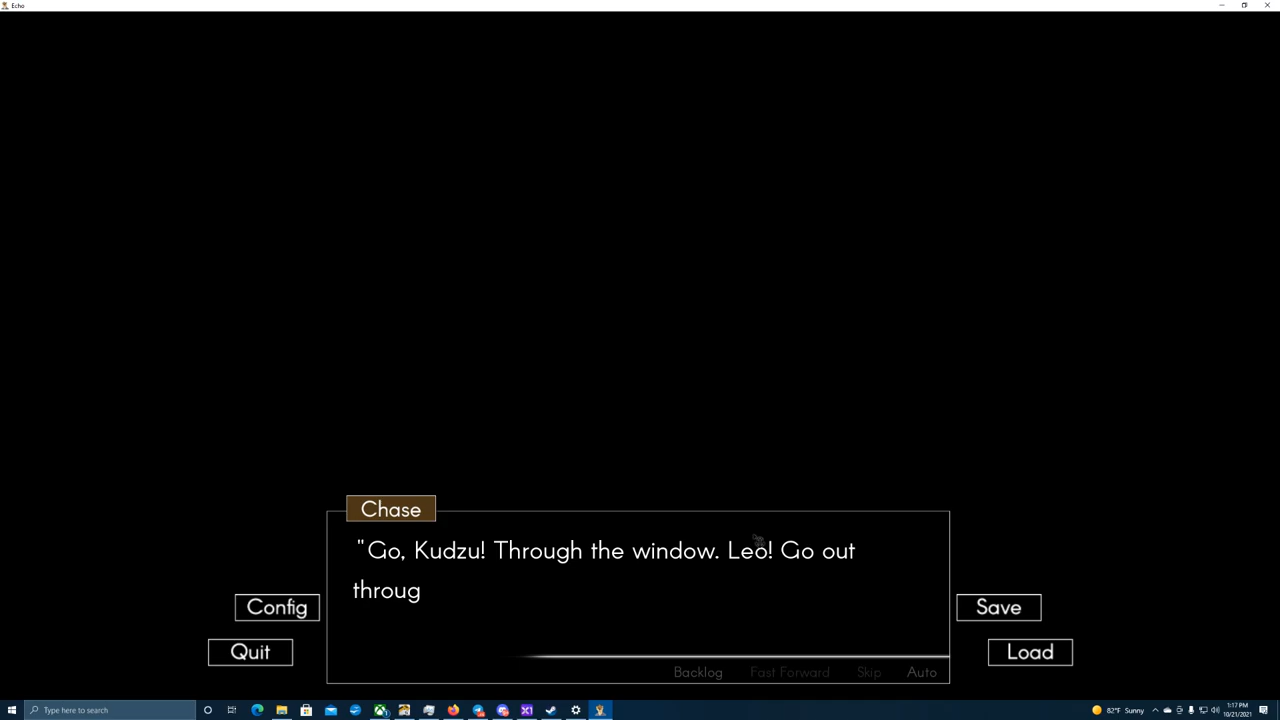 Echo
Chase
"Go, Kudzu! Through the window. Leo! Go out
throug
Config
Save
Quit
Load
Backlog
Fast Forward
Skip
Auto
Type here to search
82°F Sunny
1:17 PM
10/21/2021